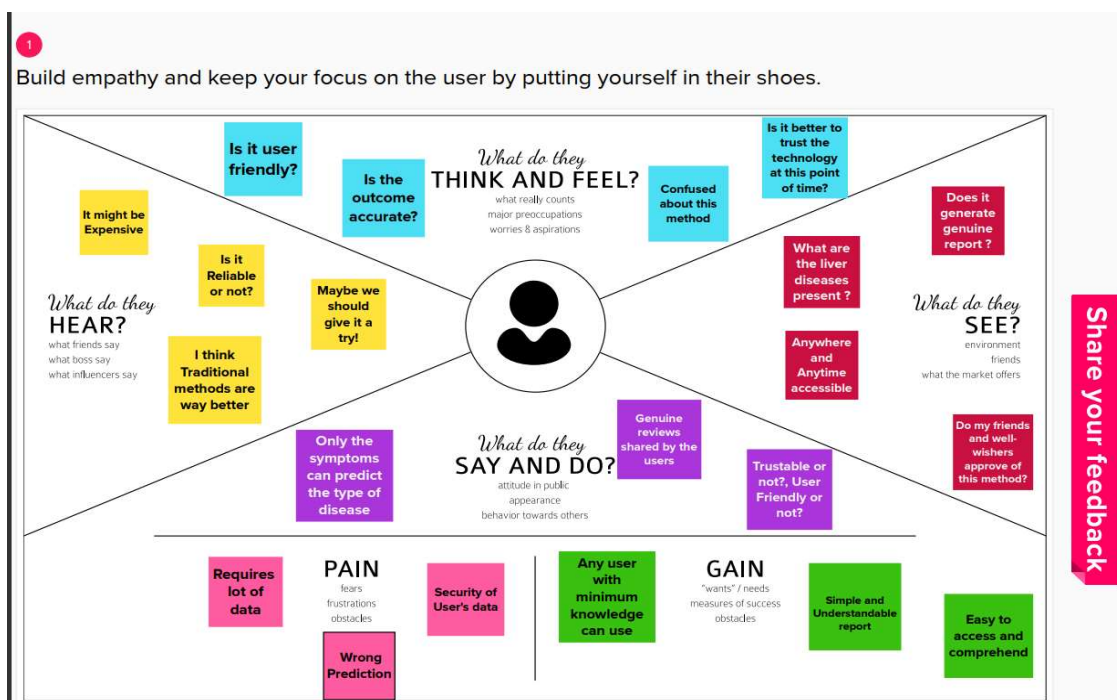 1
Build empathy and keep your focus on the user by putting yourself in their shoes.
Is it user
friendly?
Is the
outcome
accurate?
What do they
THINK AND FEEL?
what really counts
major preoccupations
worries & aspirations
Confused
about this
method
Is it better to
trust the
technology
at this point
of time?
It might be
Expensive
Is it
Reliable
or not?
Maybe we
should
give it a
try!
What do they
HEAR?
what friends say
what boss say
what influencers say
I think
Traditional
methods are
way better
Does it
generate
genuine
report ?
What are
the liver
diseases
present ?
What do they
SEE?
environment
friends
what the market offers
Anywhere
and
Anytime
accessible
Do my friends
and well-
wishers
approve of
this method?
Only the
symptoms
can predict
the type of
disease
What do they
SAY AND DO?
attitude in public
appearance
behavior towards others
Genuine
reviews
shared by the
users
Trustable or
not?, User
Friendly or
not?
Requires
lot of
data
PAIN
fears
frustrations
obstacles
Security of
User's data
Wrong
Prediction
Any user
with
minimum
knowledge
can use
GAIN
"wants" / needs
measures of success
obstacles
Simple and
Understandable
report
Easy to
access and
comprehend
Share your feedback